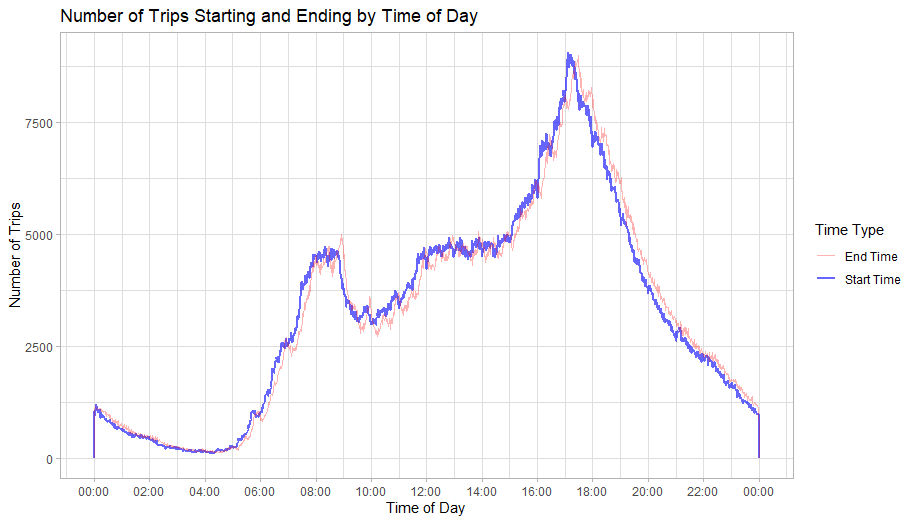 Number of Trips Starting and Ending by Time of Day
Number of Trips
7500
5000
2500
0
00:00 02:00 04:00 06:00 08:00 10:00 12:00 14:00 16:00 18:00 20:00 22:00 00:00
Time of Day
Time Type
End Time
Start Time